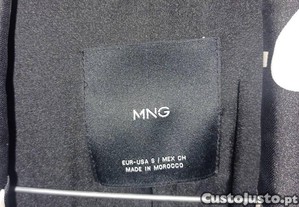 MNG
EUR-USA S / MEX CH
MADE IN MOROCCO
CustoJusto.pt